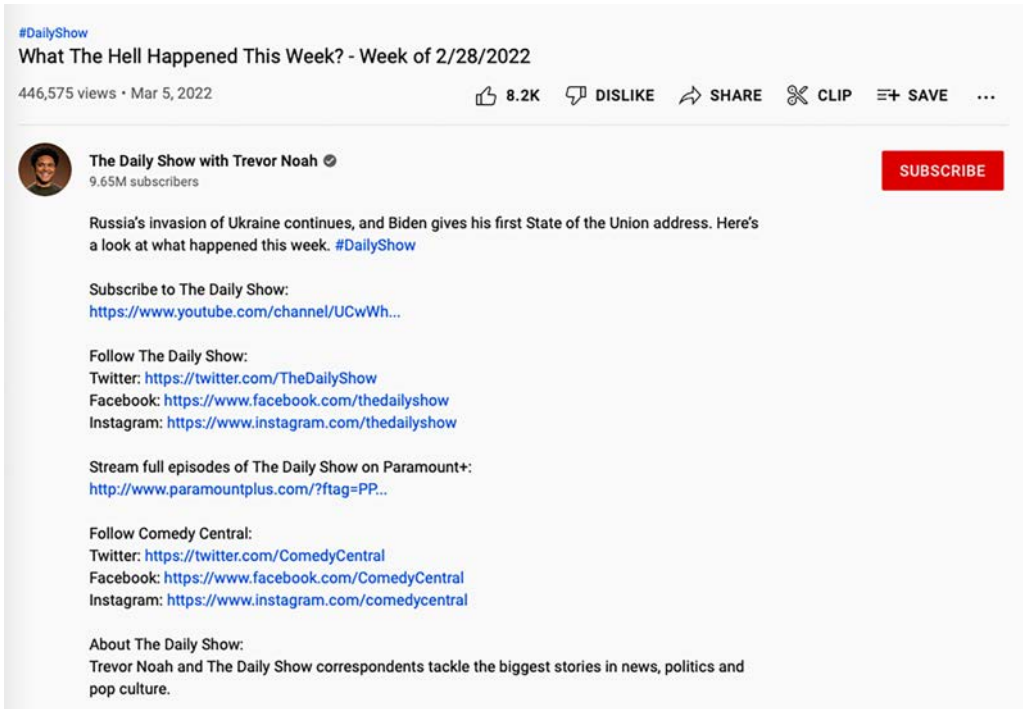 #DailyShow
What The Hell Happened This Week? - Week of 2/28/2022
446,575 views • Mar 5, 2022
8.2K DISLIKE SHARE CLIP SAVE ...
The Daily Show with Trevor Noah
9.65M subscribers
SUBSCRIBE
Russia's invasion of Ukraine continues, and Biden gives his first State of the Union address. Here's
a look at what happened this week. #DailyShow
Subscribe to The Daily Show:
https://www.youtube.com/channel/UCwWh...
Follow The Daily Show:
Twitter: https://twitter.com/TheDailyShow
Facebook: https://www.facebook.com/thedailyshow
Instagram: https://www.instagram.com/thedailyshow
Stream full episodes of The Daily Show on Paramount+:
http://www.paramountplus.com/?ftag=PP...
Follow Comedy Central:
Twitter: https://twitter.com/ComedyCentral
Facebook: https://www.facebook.com/ComedyCentral
Instagram: https://www.instagram.com/comedycentral
About The Daily Show:
Trevor Noah and The Daily Show correspondents tackle the biggest stories in news, politics and
pop culture.